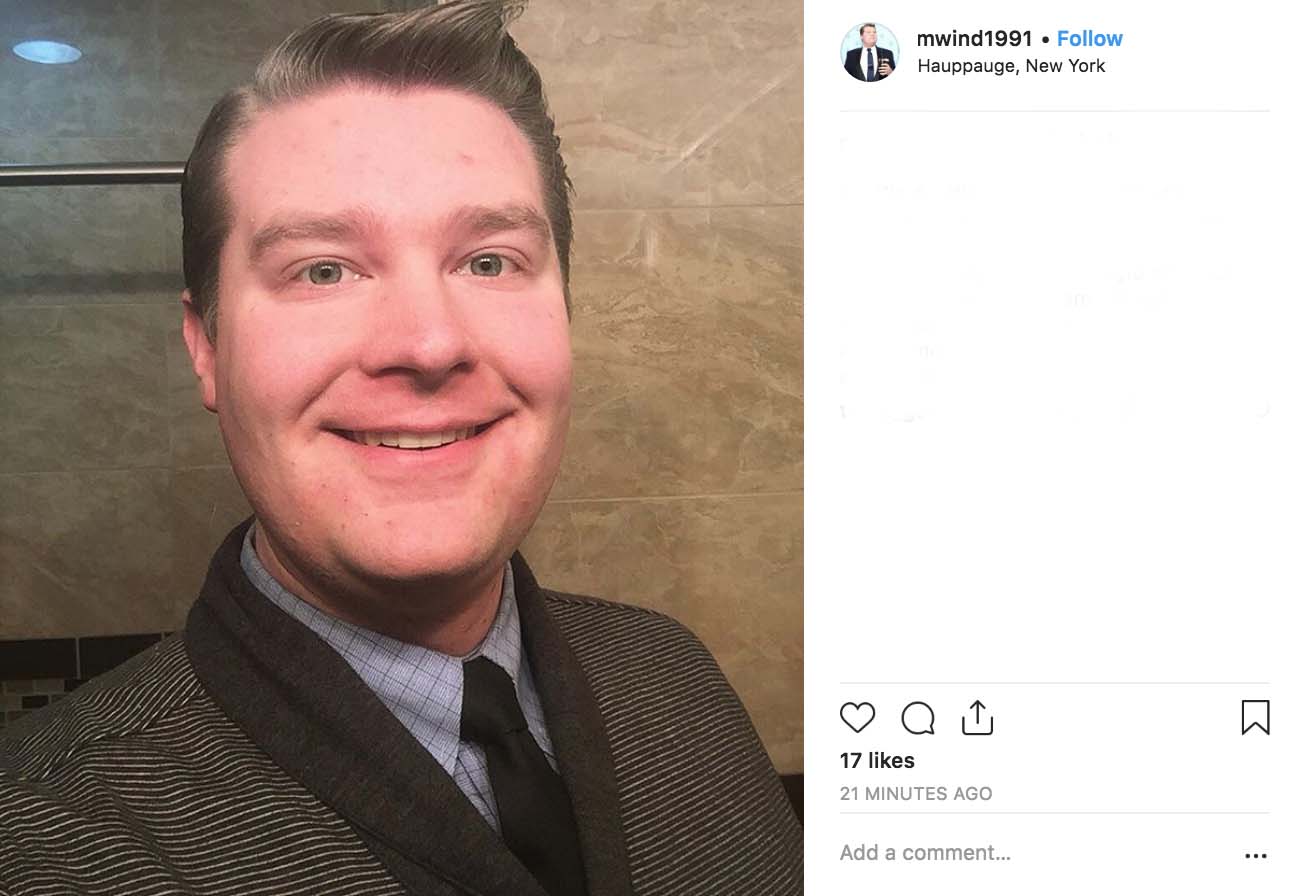 mwind1991 • Follow
Hauppauge, New York
17 likes
21 MINUTES AGO
Add a comment...